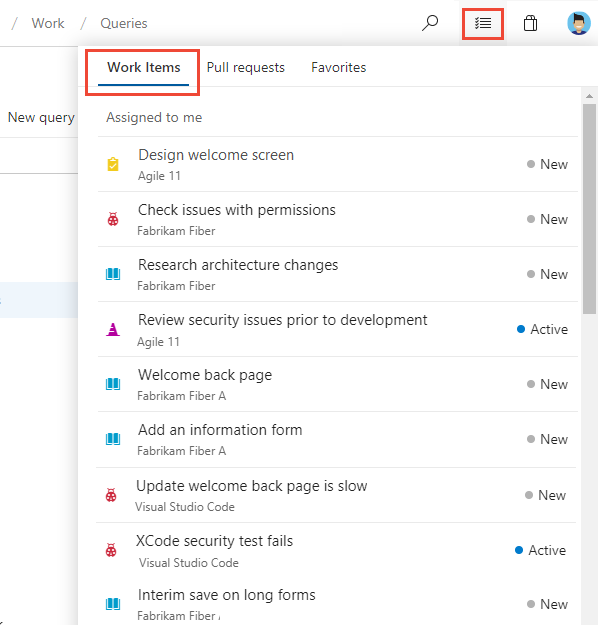 / Work / Queries
Work Items Pull requests Favorites
New query
Assigned to me
Design welcome screen
Agile 11
New
Check issues with permissions
Fabrikam Fiber
New
Research architecture changes
Fabrikam Fiber
New
Review security issues prior to development
Agile 11
Active
Welcome back page
Fabrikam Fiber A
New
Add an information form
Fabrikam Fiber A
New
Update welcome back page is slow
Visual Studio Code
New
XCode security test fails
Visual Studio Code
Active
Interim save on long forms
Fabrikam Fiber
New